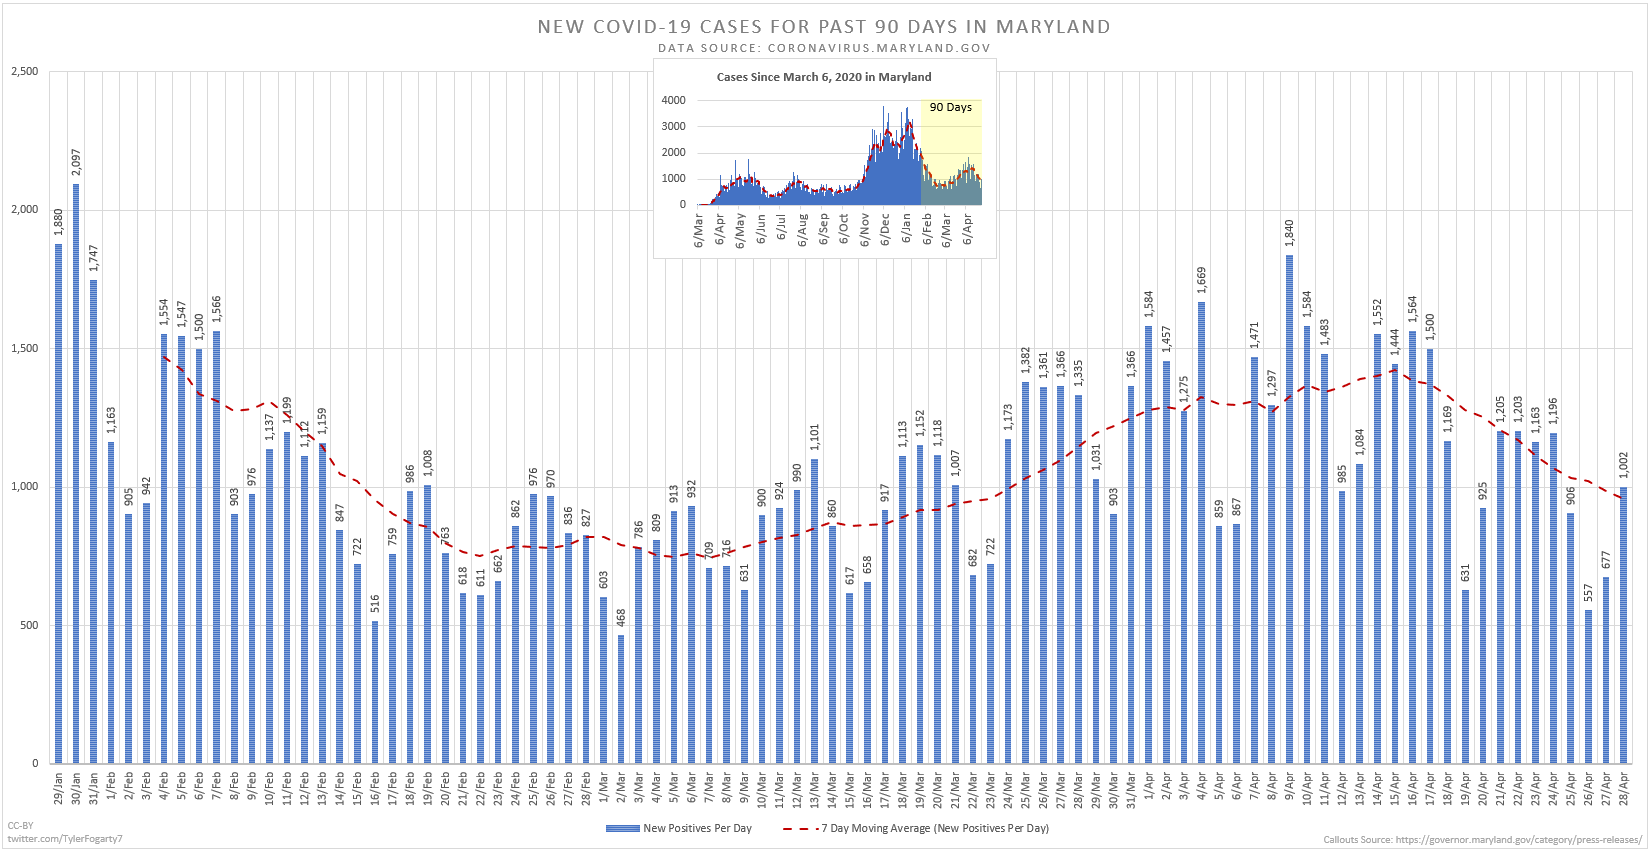 NEW COVID-19 CASES FOR PAST 90 DAYS IN MARYLAND
DATA SOURCE: CORONAVIRUS.MARYLAND.GOV
Cases Since March 6, 2020 in Maryland
90 Days
4000
3000
2000
1000
0
6/Mar 6/Apr 6/May 6/Jun 6/Jul 6/Aug 6/Sep 6/Oct 6/Nov 6/Dec 6/Jan 6/Feb 6/Mar 6/Apr
2,500
2,000
1,500
1,000
500
0
1,880 2,097 1,747 1,163 905 942 1,554 1,547 1,500 1,566 903 976 1,137 1,199 1,112 1,159 847 722 516 759 986 1,008 763 618 611 662 862 976 970 836 827 603 468 786 809 913 932 709 716 631 900 924 990 1,101 860 617 658 917 1,113 1,152 1,118 1,007 682 722 1,173 1,382 1,361 1,366 1,335 1,031 903 1,366 1,584 1,457 1,275 1,669 859 867 1,471 1,297 1,840 1,584 1,483 985 1,084 1,552 1,444 1,564 1,500 1,169 631 925 1,205 1,203 1,163 1,196 906 557 677 1,002
29/Jan 30/Jan 31/Jan 1/Feb 2/Feb 3/Feb 4/Feb 5/Feb 6/Feb 7/Feb 8/Feb 9/Feb 10/Feb 11/Feb 12/Feb 13/Feb 14/Feb 15/Feb 16/Feb 17/Feb 18/Feb 19/Feb 20/Feb 21/Feb 22/Feb 23/Feb 24/Feb 25/Feb 26/Feb 27/Feb 28/Feb 1/Mar 2/Mar 3/Mar 4/Mar 5/Mar 6/Mar 7/Mar 8/Mar 9/Mar 10/Mar 11/Mar 12/Mar 13/Mar 14/Mar 15/Mar 16/Mar 17/Mar 18/Mar 19/Mar 20/Mar 21/Mar 22/Mar 23/Mar 24/Mar 25/Mar 26/Mar 27/Mar 28/Mar 29/Mar 30/Mar 31/Mar 1/Apr 2/Apr 3/Apr 4/Apr 5/Apr 6/Apr 7/Apr 8/Apr 9/Apr 10/Apr 11/Apr 12/Apr 13/Apr 14/Apr 15/Apr 16/Apr 17/Apr 18/Apr 19/Apr 20/Apr 21/Apr 22/Apr 23/Apr 24/Apr 25/Apr 26/Apr 27/Apr 28/Apr
New Positives Per Day
7 Day Moving Average (New Positives Per Day)
CC-BY
twitter.com/TylerFogarty7
Callouts Source: https://governor.maryland.gov/category/press-releases/